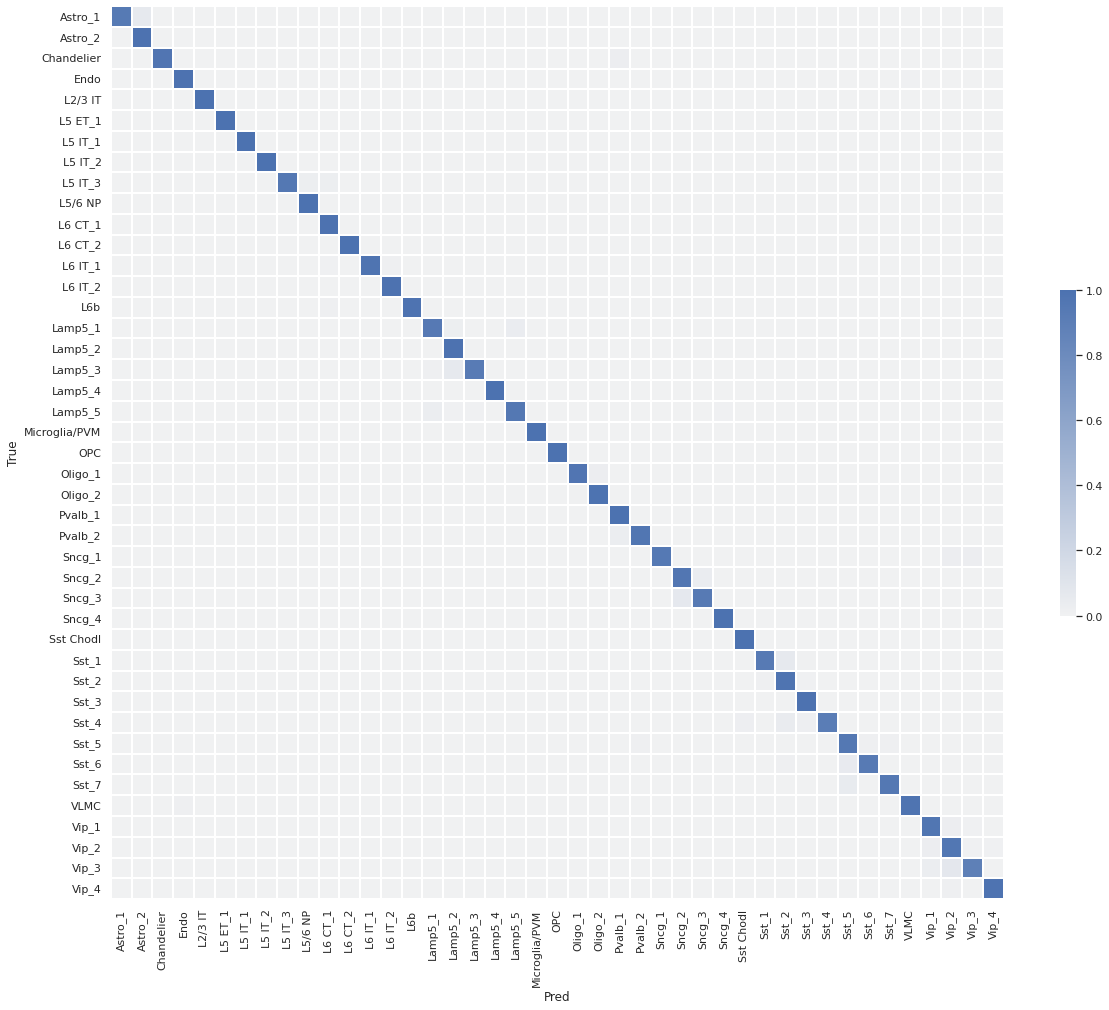 Astro_1
Astro_2
Chandelier
Endo
L2/3 IT
L5 ET_1
L5 IT_1
L5 IT_2
L5 IT_3
L5/6 NP
L6 CT_1
L6 CT_2
L6 IT_1
L6 IT_2
L6b
Lamp5_1
Lamp5_2
Lamp5_3
Lamp5_4
Lamp5_5
Microglia/PVM
OPC
Oligo_1
Oligo_2
Pvalb_1
Pvalb_2
Sncg_1
Sncg_2
Sncg_3
Sncg_4
Sst Chodl
Sst_1
Sst_2
Sst_3
Sst_4
Sst_5
Sst_6
Sst_7
VLMC
Vip_1
Vip_2
Vip_3
Vip_4
True
Astro_1
Astro_2
Chandelier
Endo
L2/3 IT
L5 ET_1
L5 IT_1
L5 IT_2
L5 IT_3
L5/6 NP
L6 CT_1
L6 CT_2
L6 IT_1
L6 IT_2
L6b
Lamp5_1
Lamp5_2
Lamp5_3
Lamp5_4
Lamp5_5
Microglia/PVM
OPC
Oligo_1
Oligo_2
Pvalb_1
Pvalb_2
Sncg_1
Sncg_2
Sncg_3
Sncg_4
Sst Chodl
Sst_1
Sst_2
Sst_3
Sst_4
Sst_5
Sst_6
Sst_7
VLMC
Vip_1
Vip_2
Vip_3
Vip_4
Pred
1.0
0.8
0.6
0.4
0.2
0.0